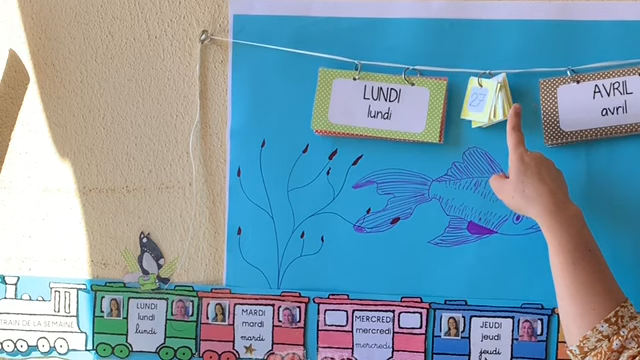 LUNDI
lundi
27
AVRIL
avril
TRAIN DE LA SEMAINE
LUNDI
lundi
lundi
MARDI
mardi
mardi
MERCREDI
mercredi
mercredi
JEUDI
jeudi
jeudi